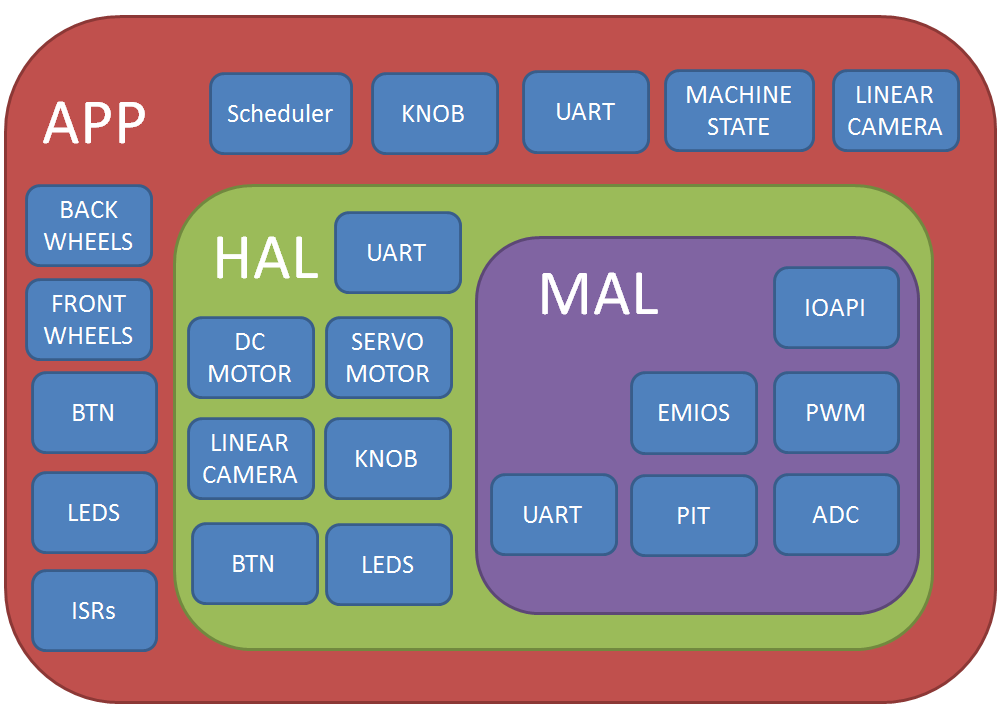 APP
Scheduler
KNOB
UART
MACHINE
STATE
LINEAR
CAMERA
BACK
WHEELS
FRONT
WHEELS
BTN
LEDS
ISRs
HAL
UART
DC
MOTOR
SERVO
MOTOR
LINEAR
CAMERA
KNOB
BTN
LEDS
MAL
IOAPI
EMIOS
PWM
UART
PIT
ADC